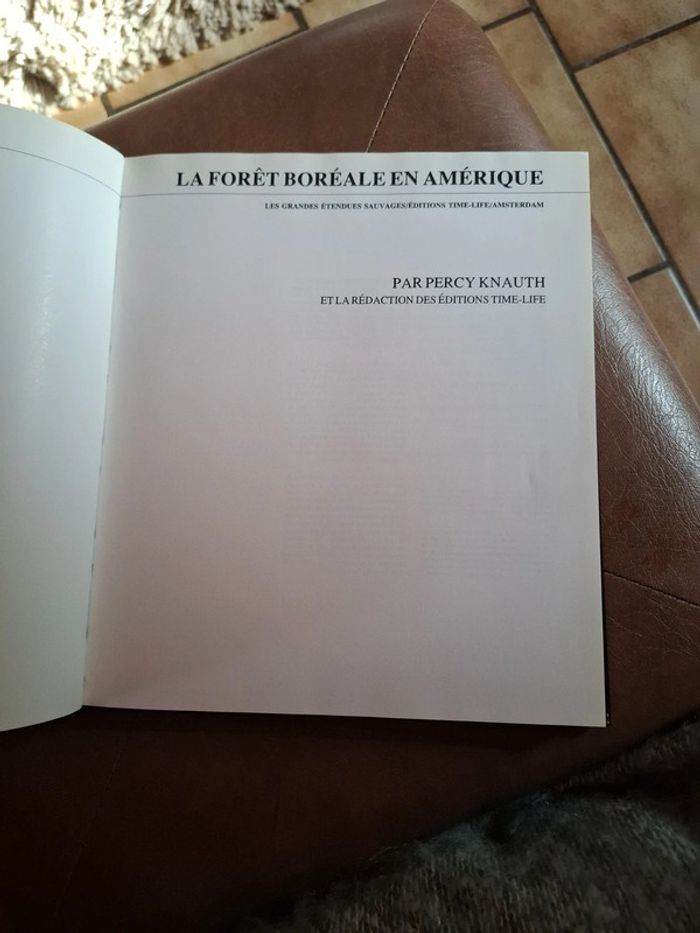 LA FORÊT BORÉALE EN AMÉRIQUE
LES GRANDES ÉTENDUES SAUVAGES/ÉDITIONS TIME-LIFE/AMSTERDAM
PAR PERCY KNAUTH
ET LA RÉDACTION DES ÉDITIONS TIME-LIFE